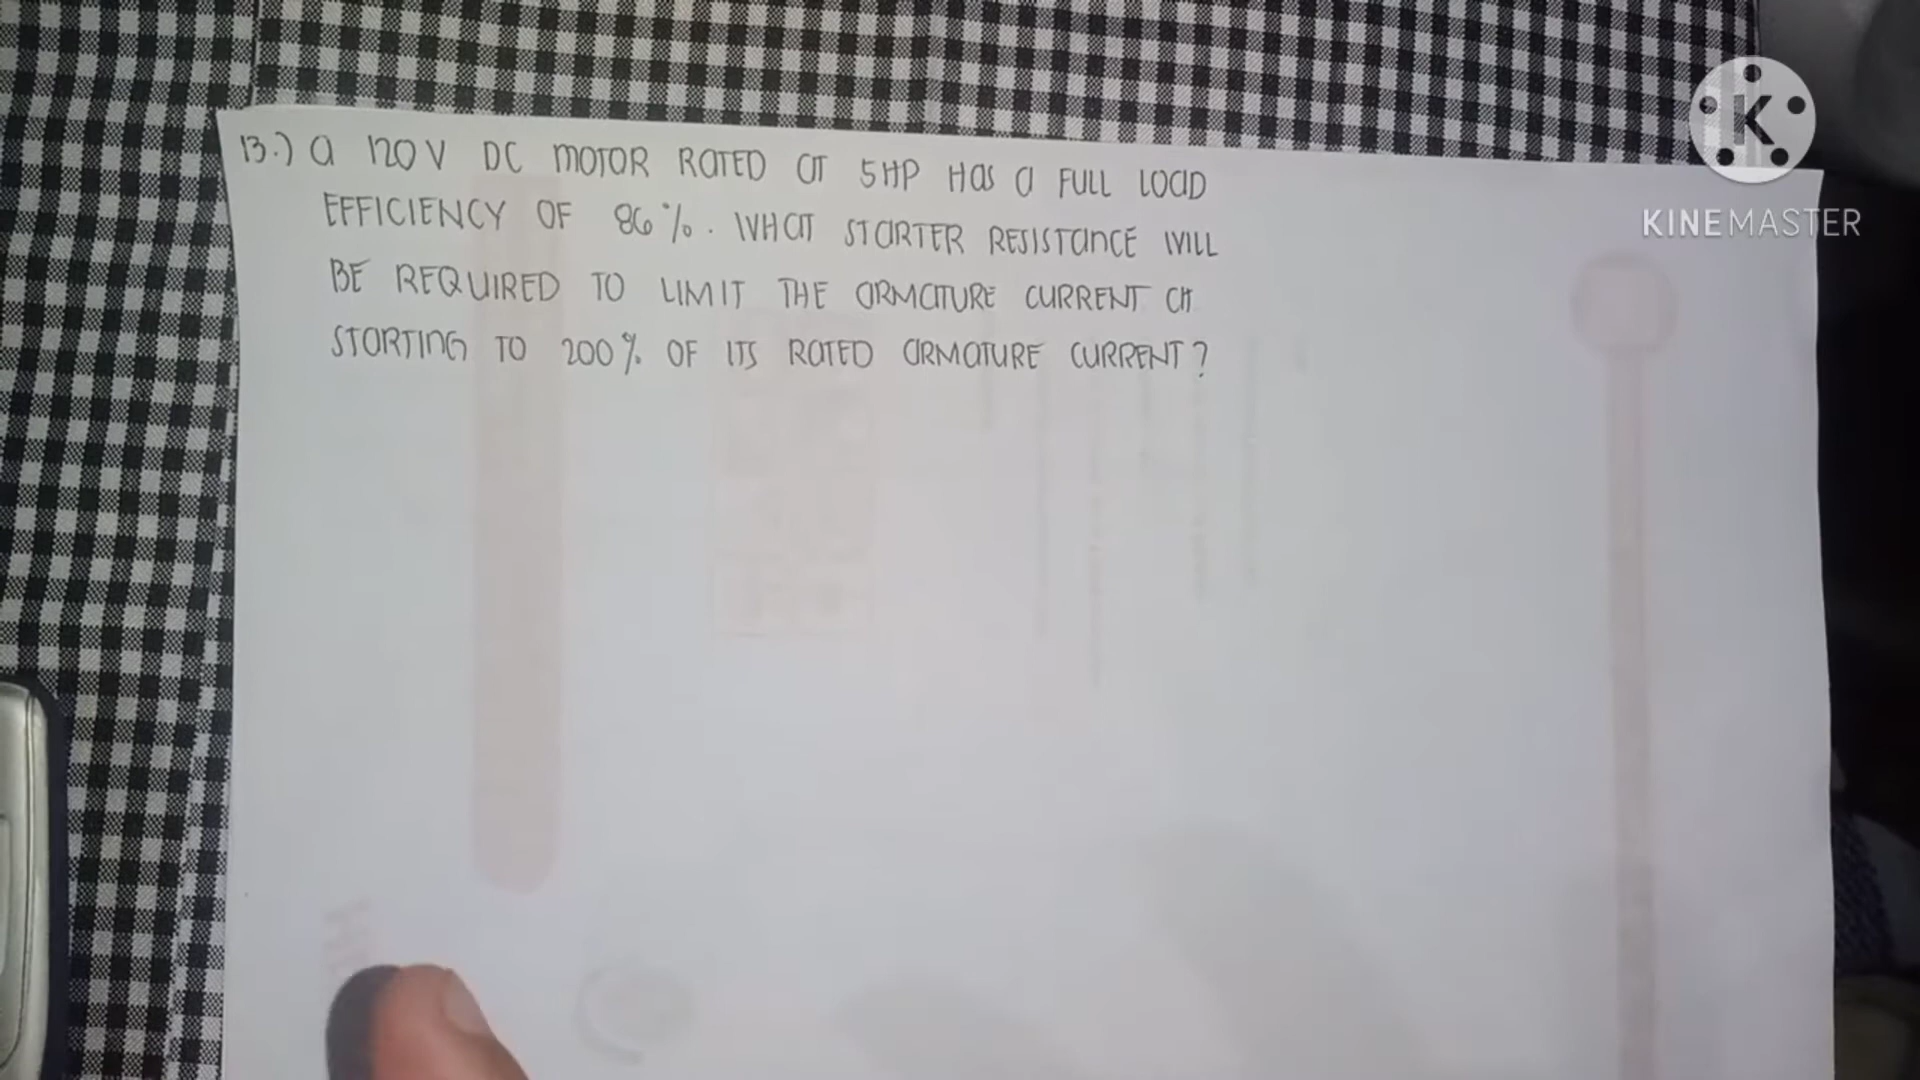 13.) A 120 V DC MOTOR RATED AT 5HP HAS A FULL LOAD
EFFICIENCY OF 86%. WHAT STARTER RESISTANCE WILL
BE REQUIRED TO LIMIT THE ARMATURE CURRENT AT
STARTING TO 200% OF ITS RATED ARMATURE CURRENT?
K
KINEMASTER